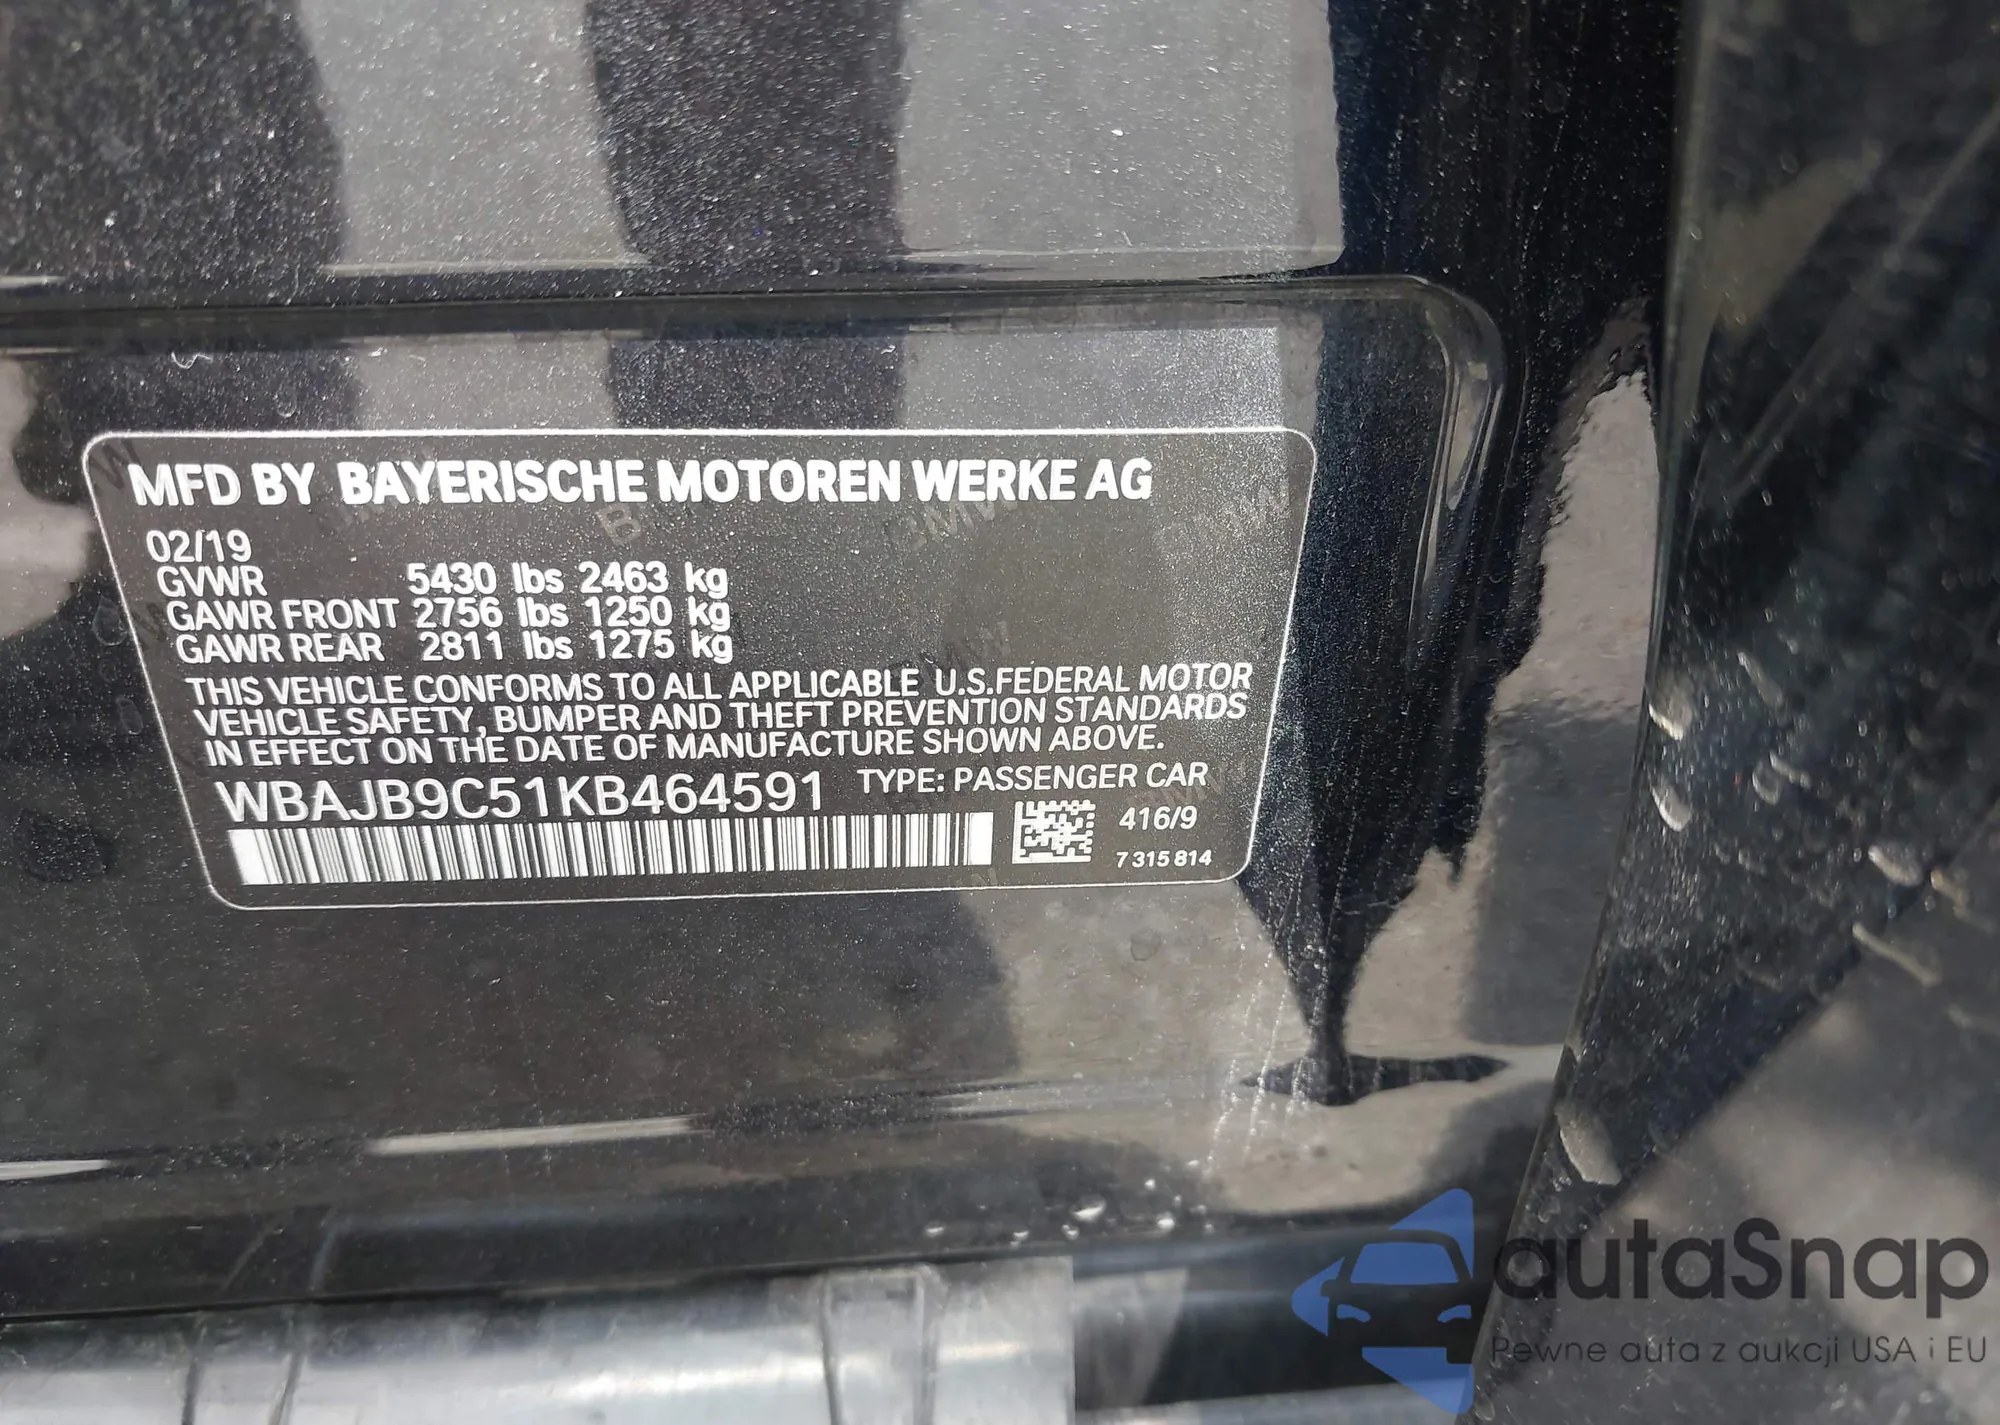 MFD BY BAYERISCHE MOTOREN WERKE AG
02/19
GVWR 5430 lbs 2463 kg
GAWR FRONT 2756 lbs 1250 kg
GAWR REAR 2811 lbs 1275 kg
THIS VEHICLE CONFORMS TO ALL APPLICABLE U.S.FEDERAL MOTOR
VEHICLE SAFETY, BUMPER AND THEFT PREVENTION STANDARDS
IN EFFECT ON THE DATE OF MANUFACTURE SHOWN ABOVE.
WBAJB9C51KB464591 TYPE: PASSENGER CAR
416/9
7 315 814
autaSnap
Pewne auta z aukcji USA i EU